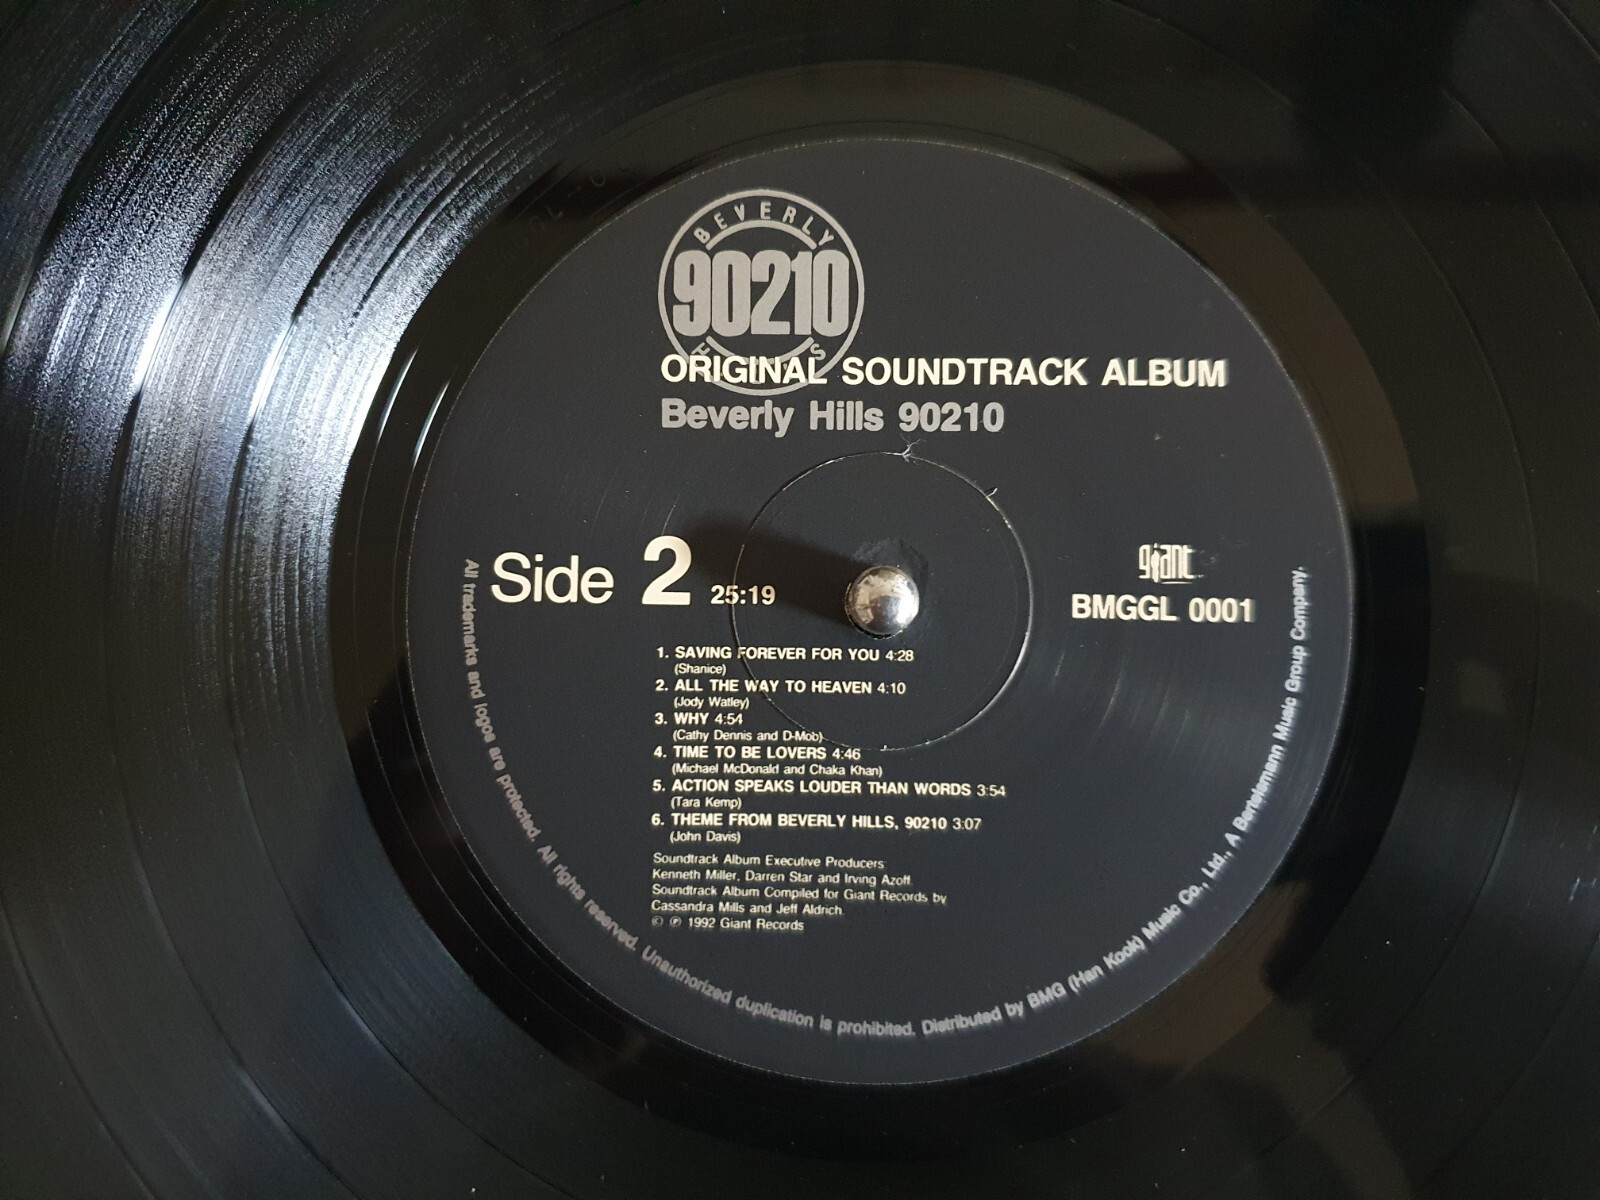 BEVERLY
90210
ORIGINAL SOUNDTRACK ALBUM
Beverly Hills 90210
Side 2 25:19
giant
BMGGL 0001
1. SAVING FOREVER FOR YOU 4:28
(Shanice)
2. ALL THE WAY TO HEAVEN 4:10
(Jody Watley)
3. WHY 4:54
(Cathy Dennis and D-Mob)
4. TIME TO BE LOVERS 4:46
(Michael McDonald and Chaka Khan)
5. ACTION SPEAKS LOUDER THAN WORDS 3:54
(Tara Kemp)
6. THEME FROM BEVERLY HILLS, 90210 3:07
(John Davis)
Soundtrack Album Executive Producers:
Kenneth Miller, Darren Star and Irving Azoff.
Soundtrack Album Compiled for Giant Records by
Cassandra Mills and Jeff Aldrich.
© ℗ 1992 Giant Records
All trademarks and logos are protected. All rights reserved. Unauthorized duplication is prohibited. Distributed by BMG (Han Kook) Music Co., Ltd., A Bertelsmann Music Group Company.